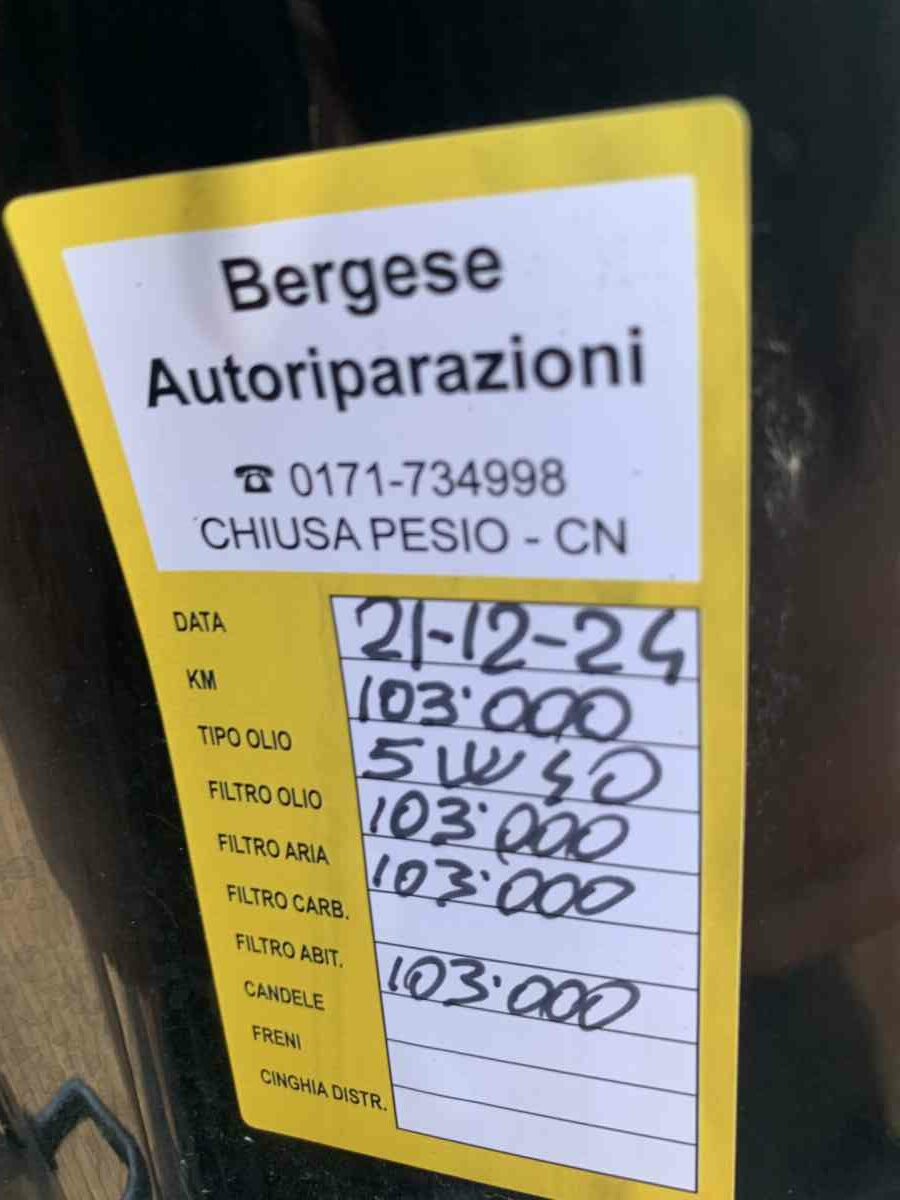 Bergese
Autoriparazioni
☎ 0171-734998
CHIUSA PESIO - CN
DATA 21-12-24
KM 103'000
TIPO OLIO 5W40
FILTRO OLIO 103'000
FILTRO ARIA 103'000
FILTRO CARB.
FILTRO ABIT. 103'000
CANDELE
FRENI
CINGHIA DISTR.